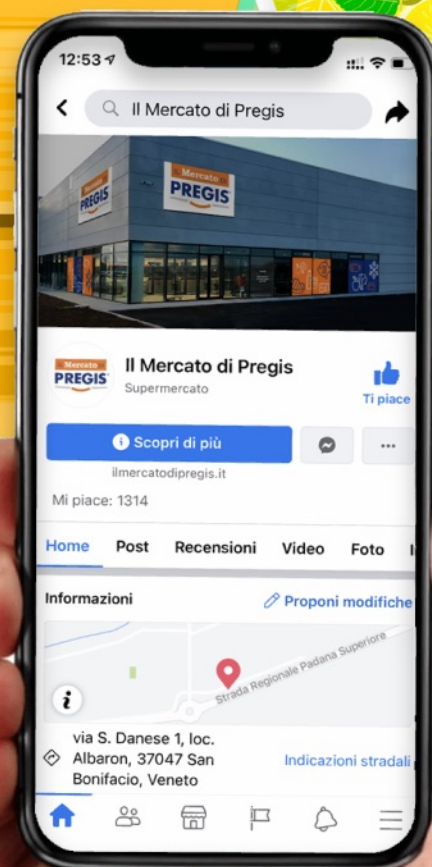 12:53
Il Mercato di Pregis
Mercato
PREGIS
Mercato
PREGIS
Mercato
PREGIS
Il Mercato di Pregis
Supermercato
Ti piace
Scopri di più
ilmercatodipregis.it
Mi piace: 1314
Home Post Recensioni Video Foto
Informazioni
Proponi modifiche
Strada Regionale Padana Superiore
via S. Danese 1, loc.
Albaron, 37047 San
Bonifacio, Veneto
Indicazioni stradali